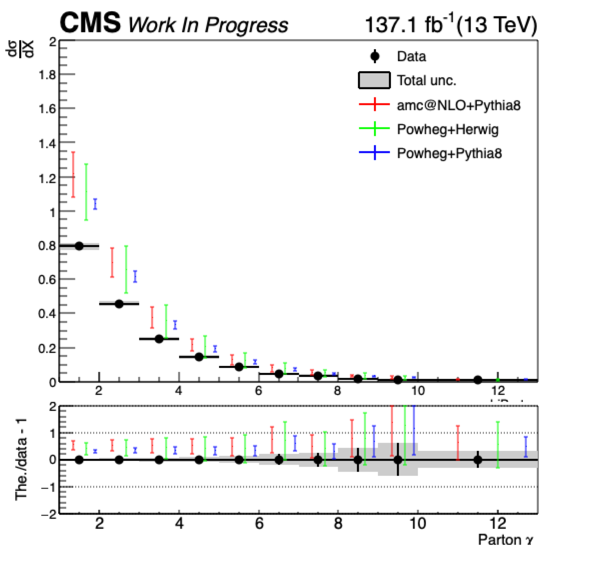 CMS Work In Progress 137.1 fb-1(13 TeV)
dσ
dX
2
1.8
1.6
1.4
1.2
1
0.8
0.6
0.4
0.2
0
Data
Total unc.
amc@NLO+Pythia8
Powheg+Herwig
Powheg+Pythia8
2 4 6 8 10 12
The./data - 1
2
1
0
−1
−2
2 4 6 8 10 12
Parton γ